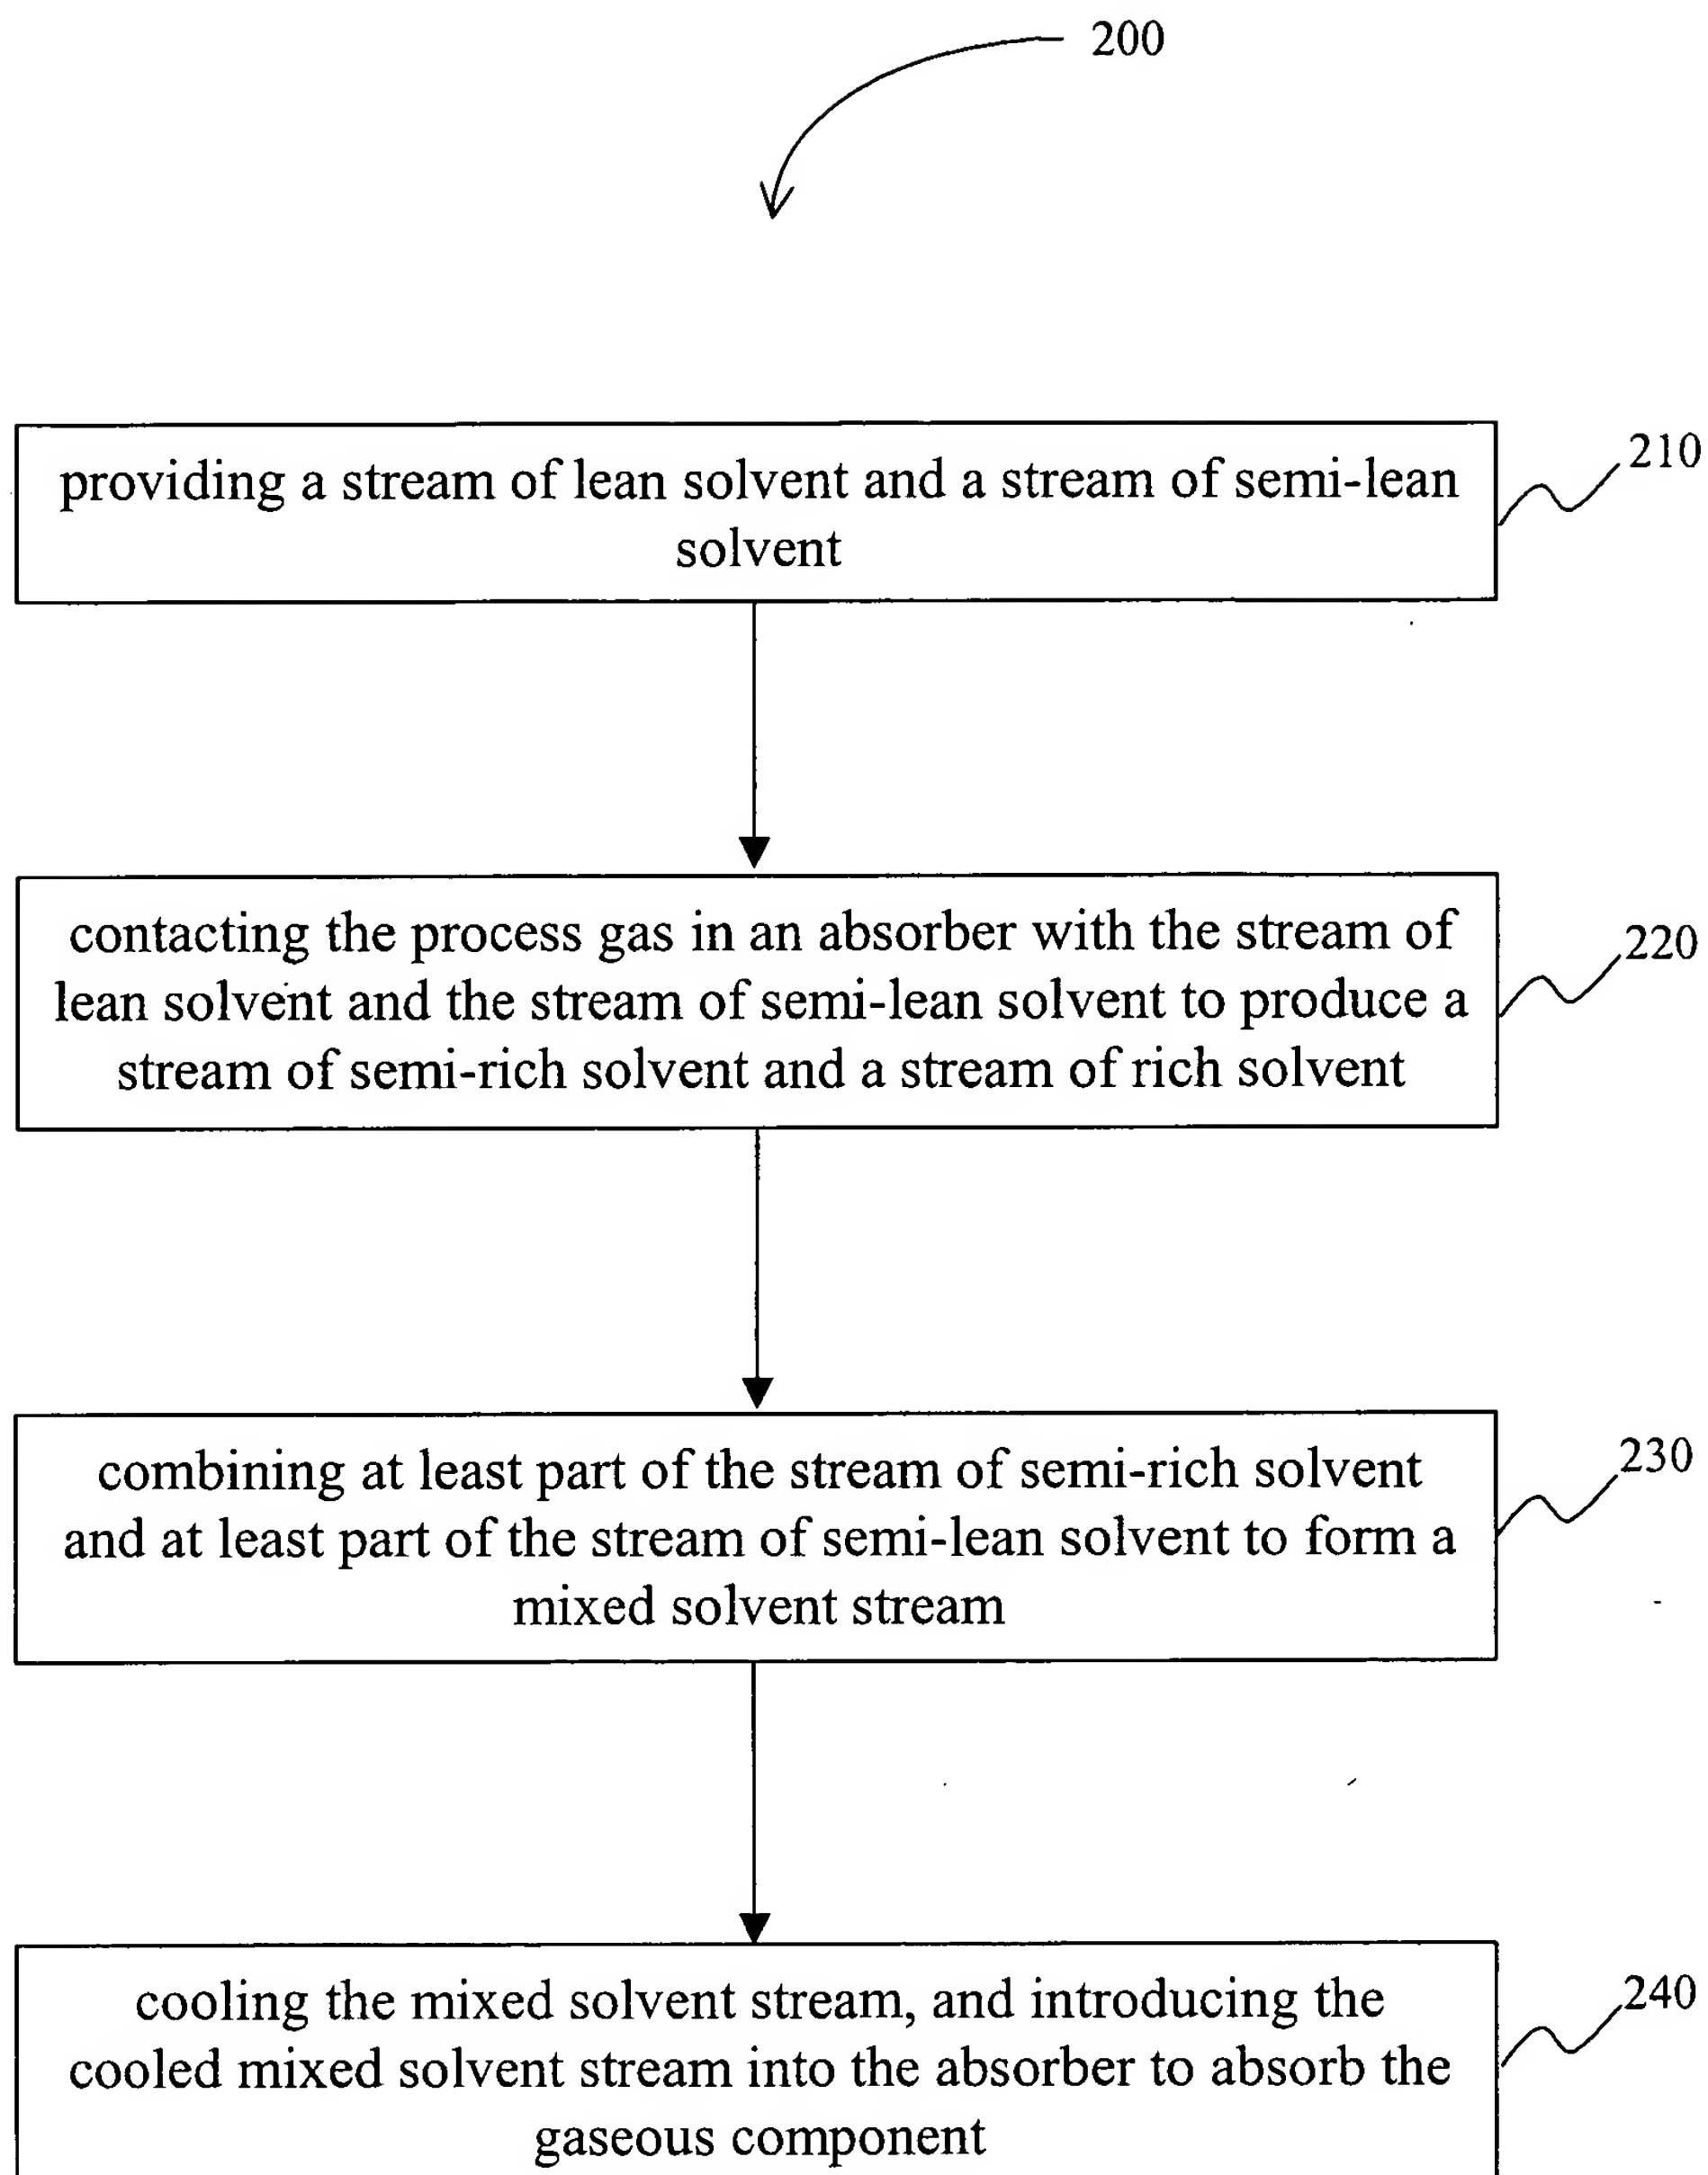 200
providing a stream of lean solvent and a stream of semi-lean
solvent
210
contacting the process gas in an absorber with the stream of
lean solvent and the stream of semi-lean solvent to produce a
stream of semi-rich solvent and a stream of rich solvent
220
combining at least part of the stream of semi-rich solvent
and at least part of the stream of semi-lean solvent to form a
mixed solvent stream
230
cooling the mixed solvent stream, and introducing the
cooled mixed solvent stream into the absorber to absorb the
gaseous component
240